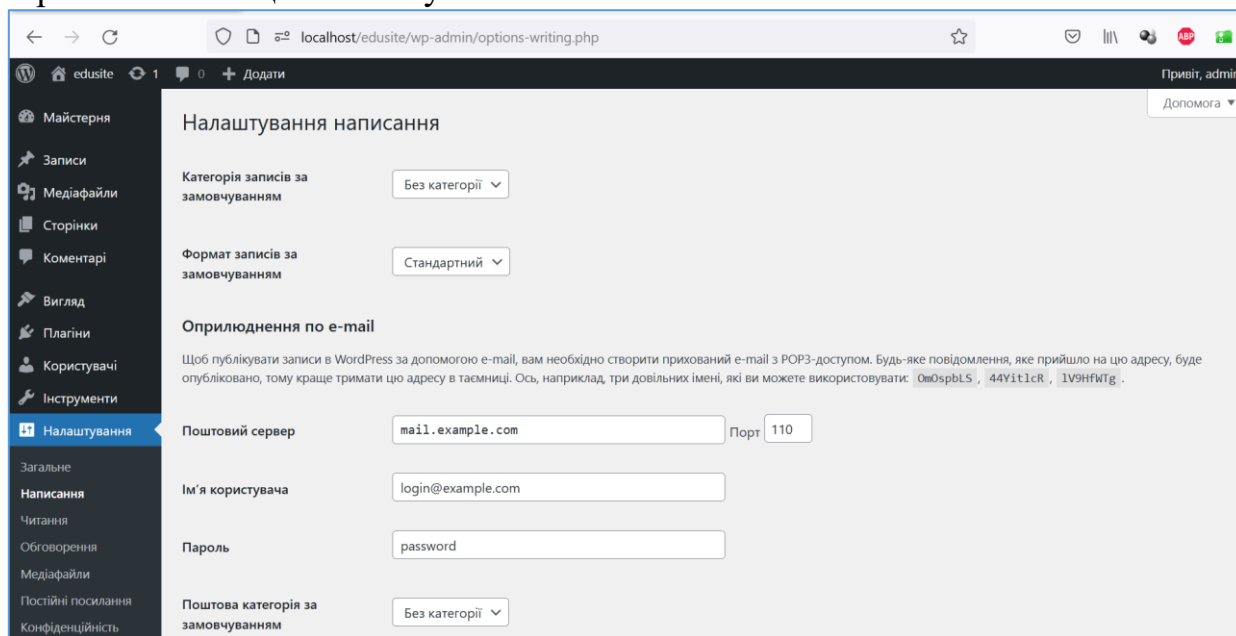 localhost/edusite/wp-admin/options-writing.php
ABP
edusite 1 0 + Додати Привіт, admin
Допомога
Майстерня
Записи
Медіафайли
Сторінки
Коментарі
Вигляд
Плагіни
Користувачі
Інструменти
Налаштування
Загальне
Написання
Читання
Обговорення
Медіафайли
Постійні посилання
Конфіденційність
Налаштування написання
Категорія записів за
замовчуванням
Без категорії
Формат записів за
замовчуванням
Стандартний
Оприлюднення по e-mail
Щоб публікувати записи в WordPress за допомогою e-mail, вам необхідно створити прихований e-mail з POP3-доступом. Будь-яке повідомлення, яке прийшло на цю адресу, буде
опубліковано, тому краще тримати цю адресу в таємниці. Ось, наприклад, три довільних імені, які ви можете використовувати: OmOspbLS , 44YitlcR , lV9HfWTg .
Поштовий сервер
mail.example.com Порт 110
Ім'я користувача
login@example.com
Пароль
password
Поштова категорія за
замовчуванням
Без категорії